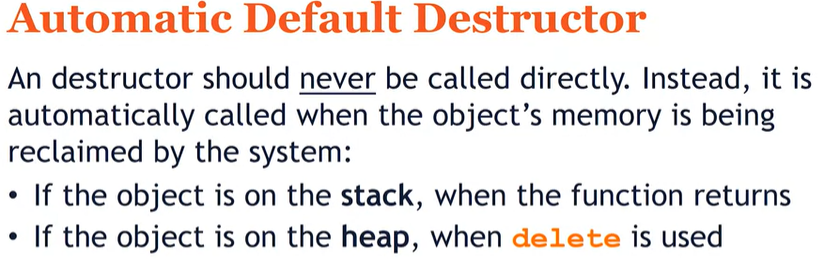 Automatic Default Destructor
An destructor should never be called directly. Instead, it is
automatically called when the object’s memory is being
reclaimed by the system:
• If the object is on the stack, when the function returns
• If the object is on the heap, when delete is used